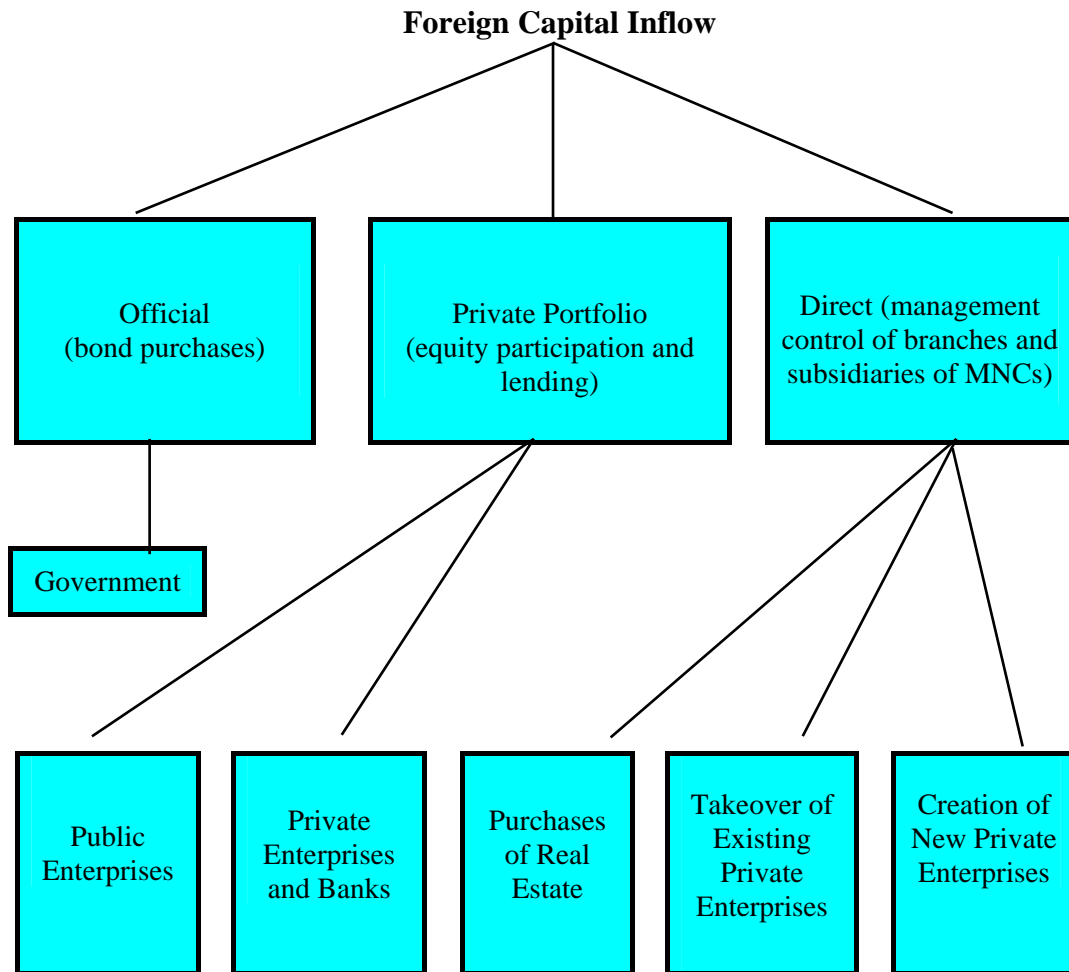 Foreign Capital Inflow
Official
(bond purchases)
Private Portfolio
(equity participation and
lending)
Direct (management
control of branches and
subsidiaries of MNCs)
Government
Public
Enterprises
Private
Enterprises
and Banks
Purchases
of Real
Estate
Takeover of
Existing
Private
Enterprises
Creation of
New Private
Enterprises